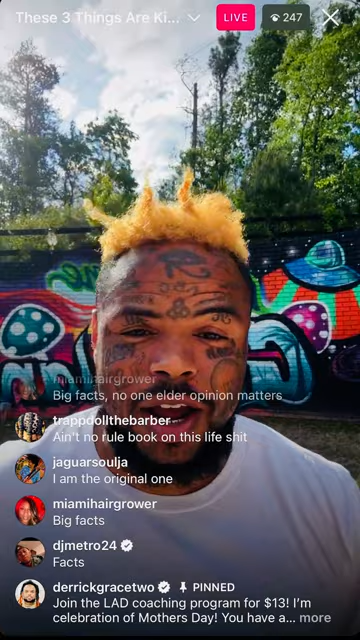 These 3 Things Are Ki...
LIVE
247
miamihairgrower
Big facts, no one elder opinion matters
trappdollthebarber
Ain't no rule book on this life shit
jaguarsoulja
I am the original one
miamihairgrower
Big facts
djmetro24
Facts
derrickgracetwo PINNED
Join the LAD coaching program for $13! I'm
celebration of Mothers Day! You have a... more